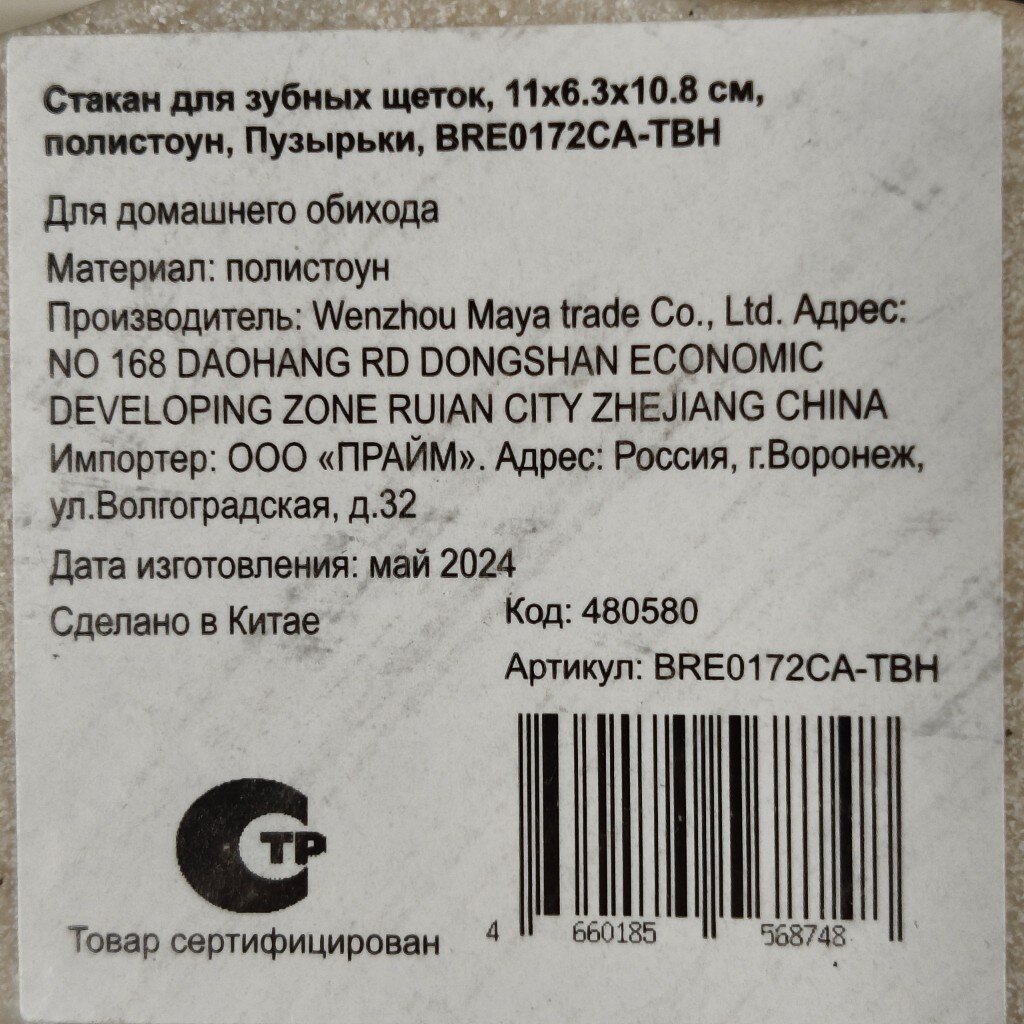 Стакан для зубных щеток, 11х6.3х10.8 см,
полистоун, Пузырьки, BRE0172CA-TBH
Для домашнего обихода
Материал: полистоун
Производитель: Wenzhou Maya trade Co., Ltd. Адрес:
NO 168 DAOHANG RD DONGSHAN ECONOMIC
DEVELOPING ZONE RUIAN CITY ZHEJIANG CHINA
Импортер: ООО «ПРАЙМ». Адрес: Россия, г.Воронеж,
ул.Волгоградская, д.32
Дата изготовления: май 2024
Сделано в Китае
Код: 480580
Артикул: BRE0172CA-TBH
СТР
Товар сертифицирован
4 660185 568748